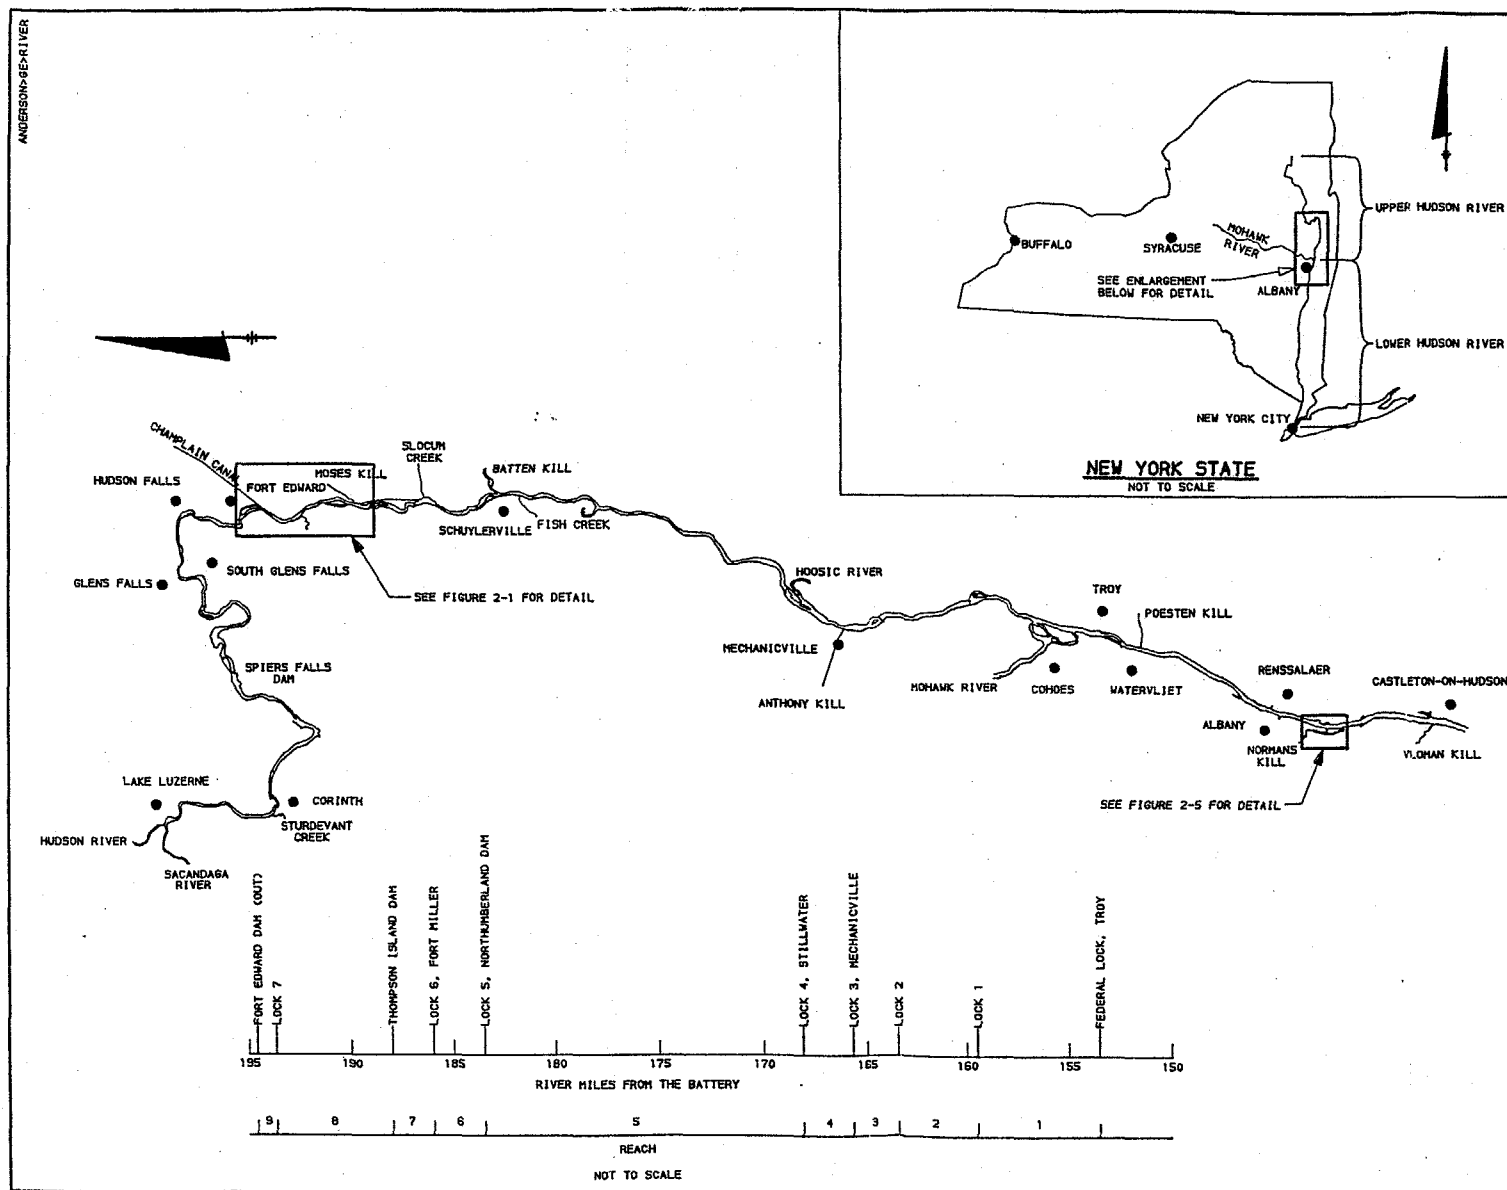 ANDERSON>GE>RIVER
UPPER HUDSON RIVER
MOHAWK
RIVER
BUFFALO
SYRACUSE
SEE ENLARGEMENT
BELOW FOR DETAIL
ALBANY
LOWER HUDSON RIVER
NEW YORK CITY
NEW YORK STATE
NOT TO SCALE
CHAMPLAIN CANAL
SLOCUM
CREEK
HUDSON FALLS
MOSES KILL
BATTEN KILL
FORT EDWARD
SCHUYLERVILLE
FISH CREEK
GLENS FALLS
SOUTH GLENS FALLS
SEE FIGURE 2-1 FOR DETAIL
HOOSIC RIVER
TROY
POESTEN KILL
MECHANICVILLE
SPIERS FALLS
DAM
MOHAWK RIVER
COHOES
WATERVLIET
RENSSALAER
CASTLETON-ON-HUDSON
ANTHONY KILL
ALBANY
NORMANS
KILL
VLOMAN KILL
LAKE LUZERNE
CORINTH
SEE FIGURE 2-5 FOR DETAIL
STURDEVANT
CREEK
HUDSON RIVER
SACANDAGA
RIVER
FORT EDWARD DAM (OUT)
LOCK 7
THOMPSON ISLAND DAM
LOCK 6, FORT MILLER
LOCK 5, NORTHUMBERLAND DAM
LOCK 4, STILLWATER
LOCK 3, MECHANICVILLE
LOCK 2
LOCK 1
FEDERAL LOCK, TROY
195 190 185 180 175 170 165 160 155 150
RIVER MILES FROM THE BATTERY
9 8 7 6 5 4 3 2 1
REACH
NOT TO SCALE